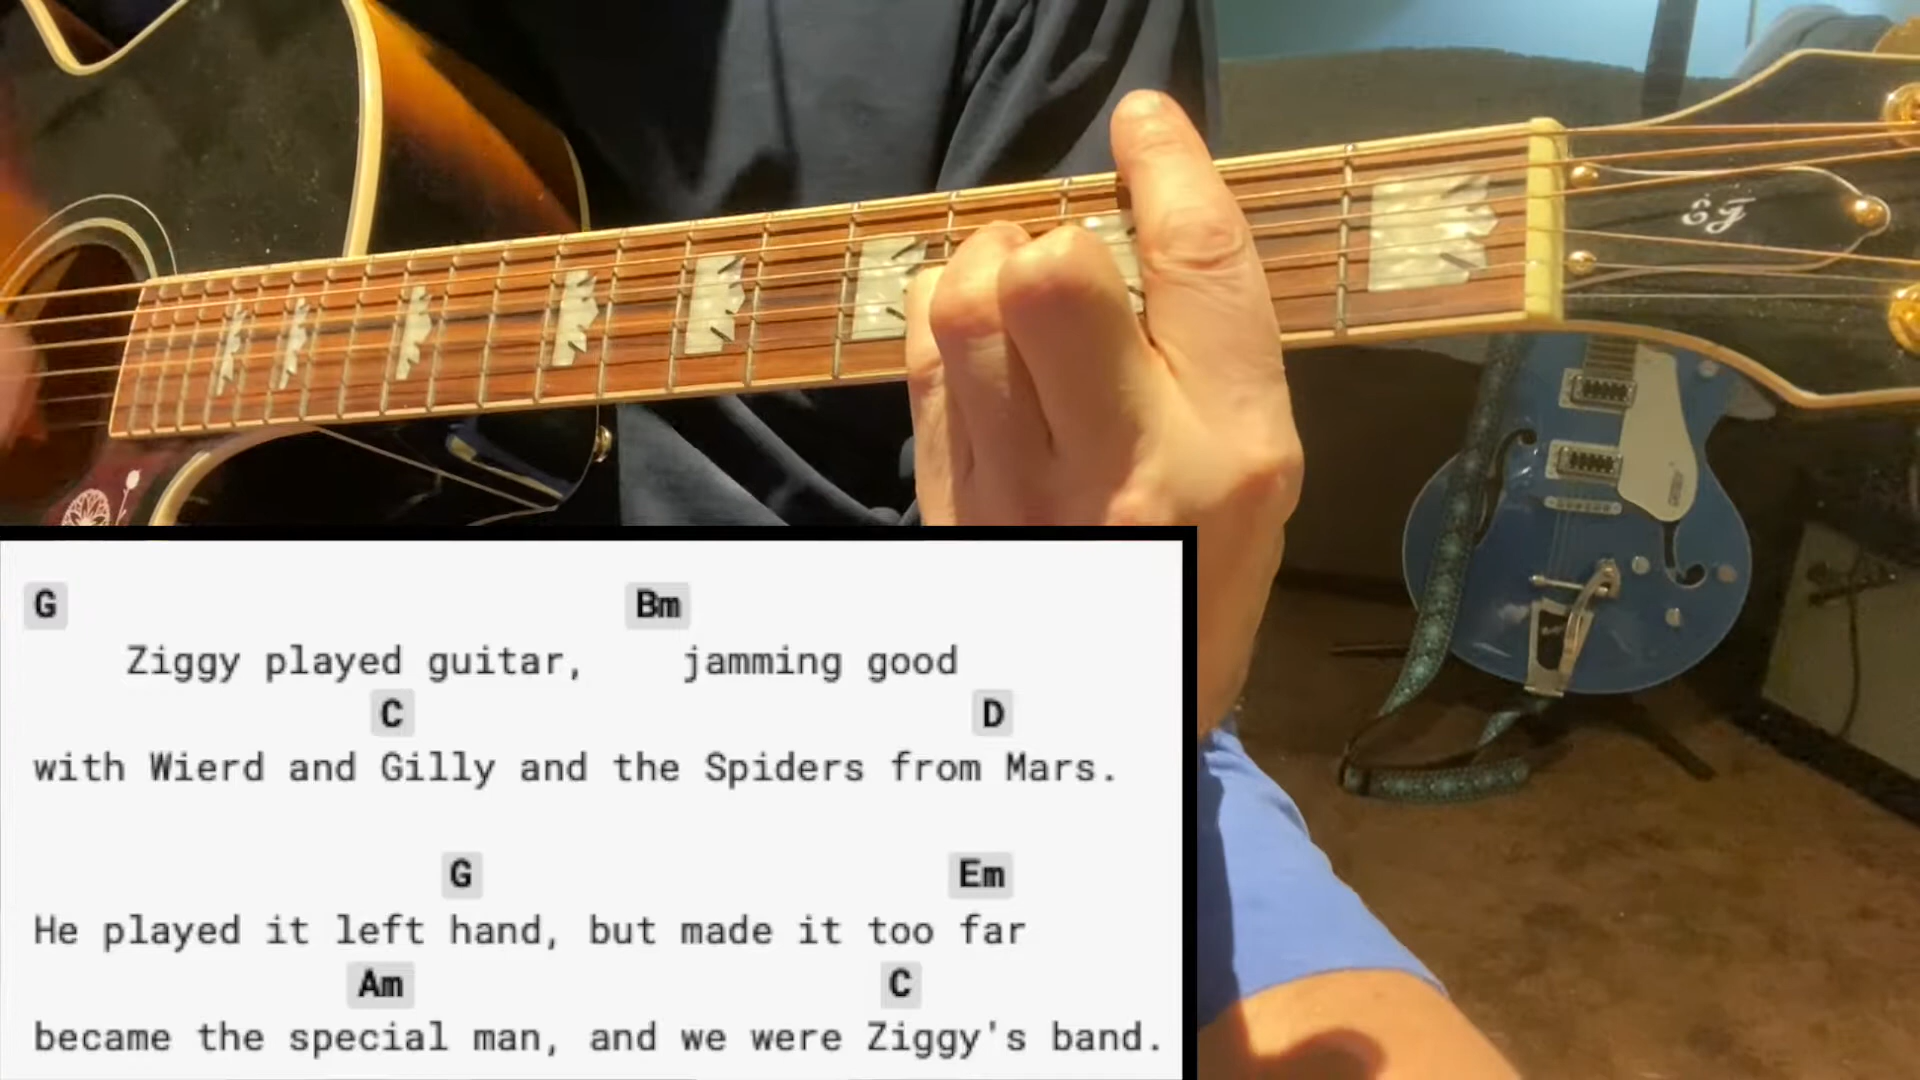 G Bm
Ziggy played guitar, jamming good
C D
with Wierd and Gilly and the Spiders from Mars.
G Em
He played it left hand, but made it too far
Am C
became the special man, and we were Ziggy's band.